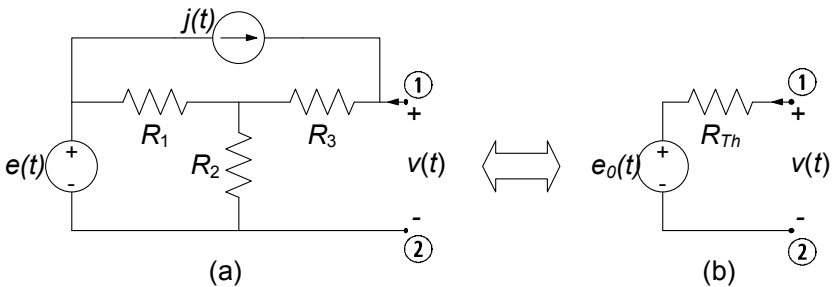 j(t)
1
1
R1
R3
+
RTh
+
e(t)
+
-
R2
v(t)
e0(t)
+
-
v(t)
-
2
-
2
(a)
(b)